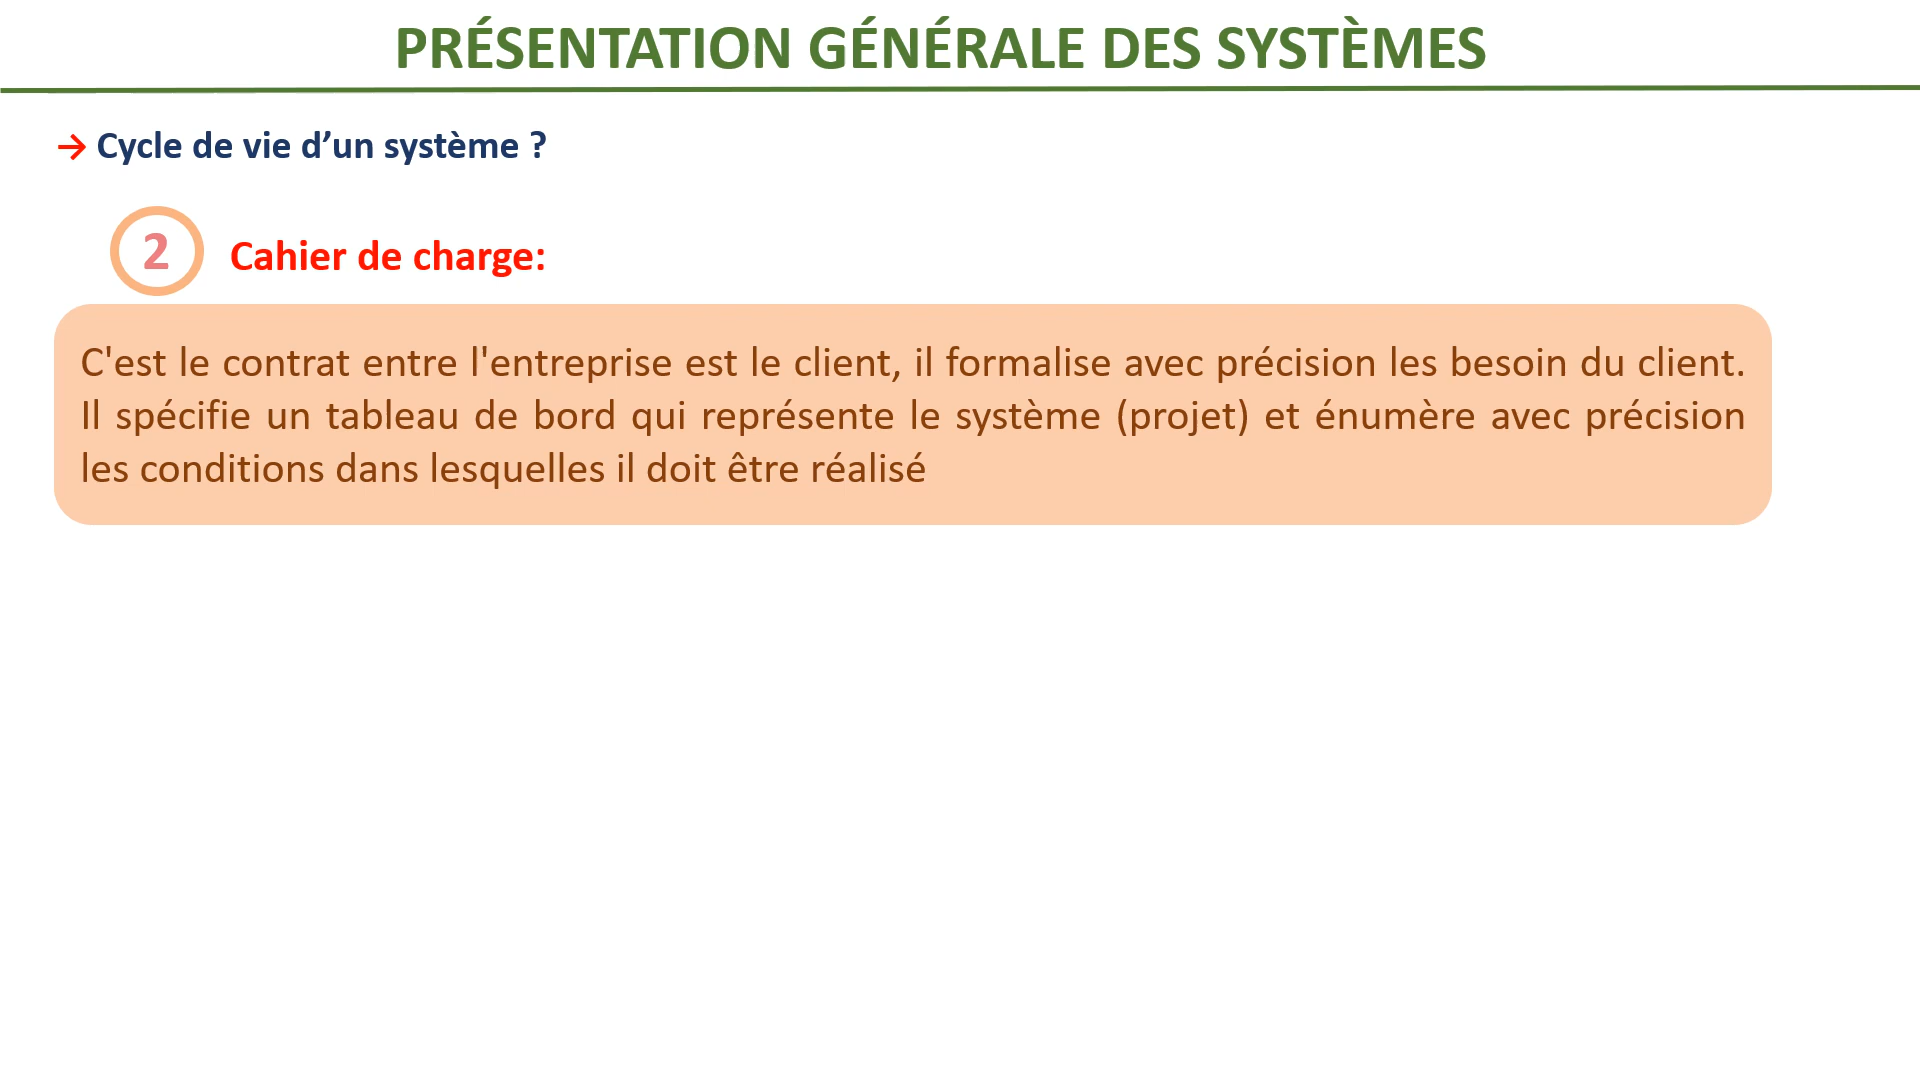 PRÉSENTATION GÉNÉRALE DES SYSTÈMES
→ Cycle de vie d’un système ?
2
Cahier de charge:
C'est le contrat entre l'entreprise est le client, il formalise avec précision les besoin du client.
Il spécifie un tableau de bord qui représente le système (projet) et énumère avec précision
les conditions dans lesquelles il doit être réalisé